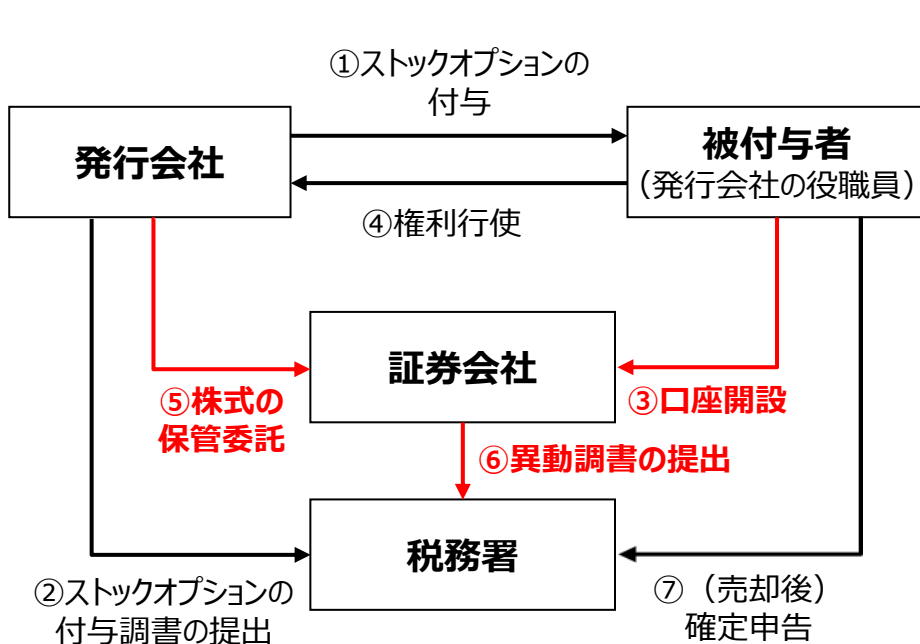 ①ストックオプションの
付与
発行会社
被付与者
（発行会社の役職員）
④権利行使
証券会社
⑤株式の
保管委託
③口座開設
⑥異動調書の提出
税務署
②ストックオプションの
付与調書の提出
⑦（売却後）
確定申告